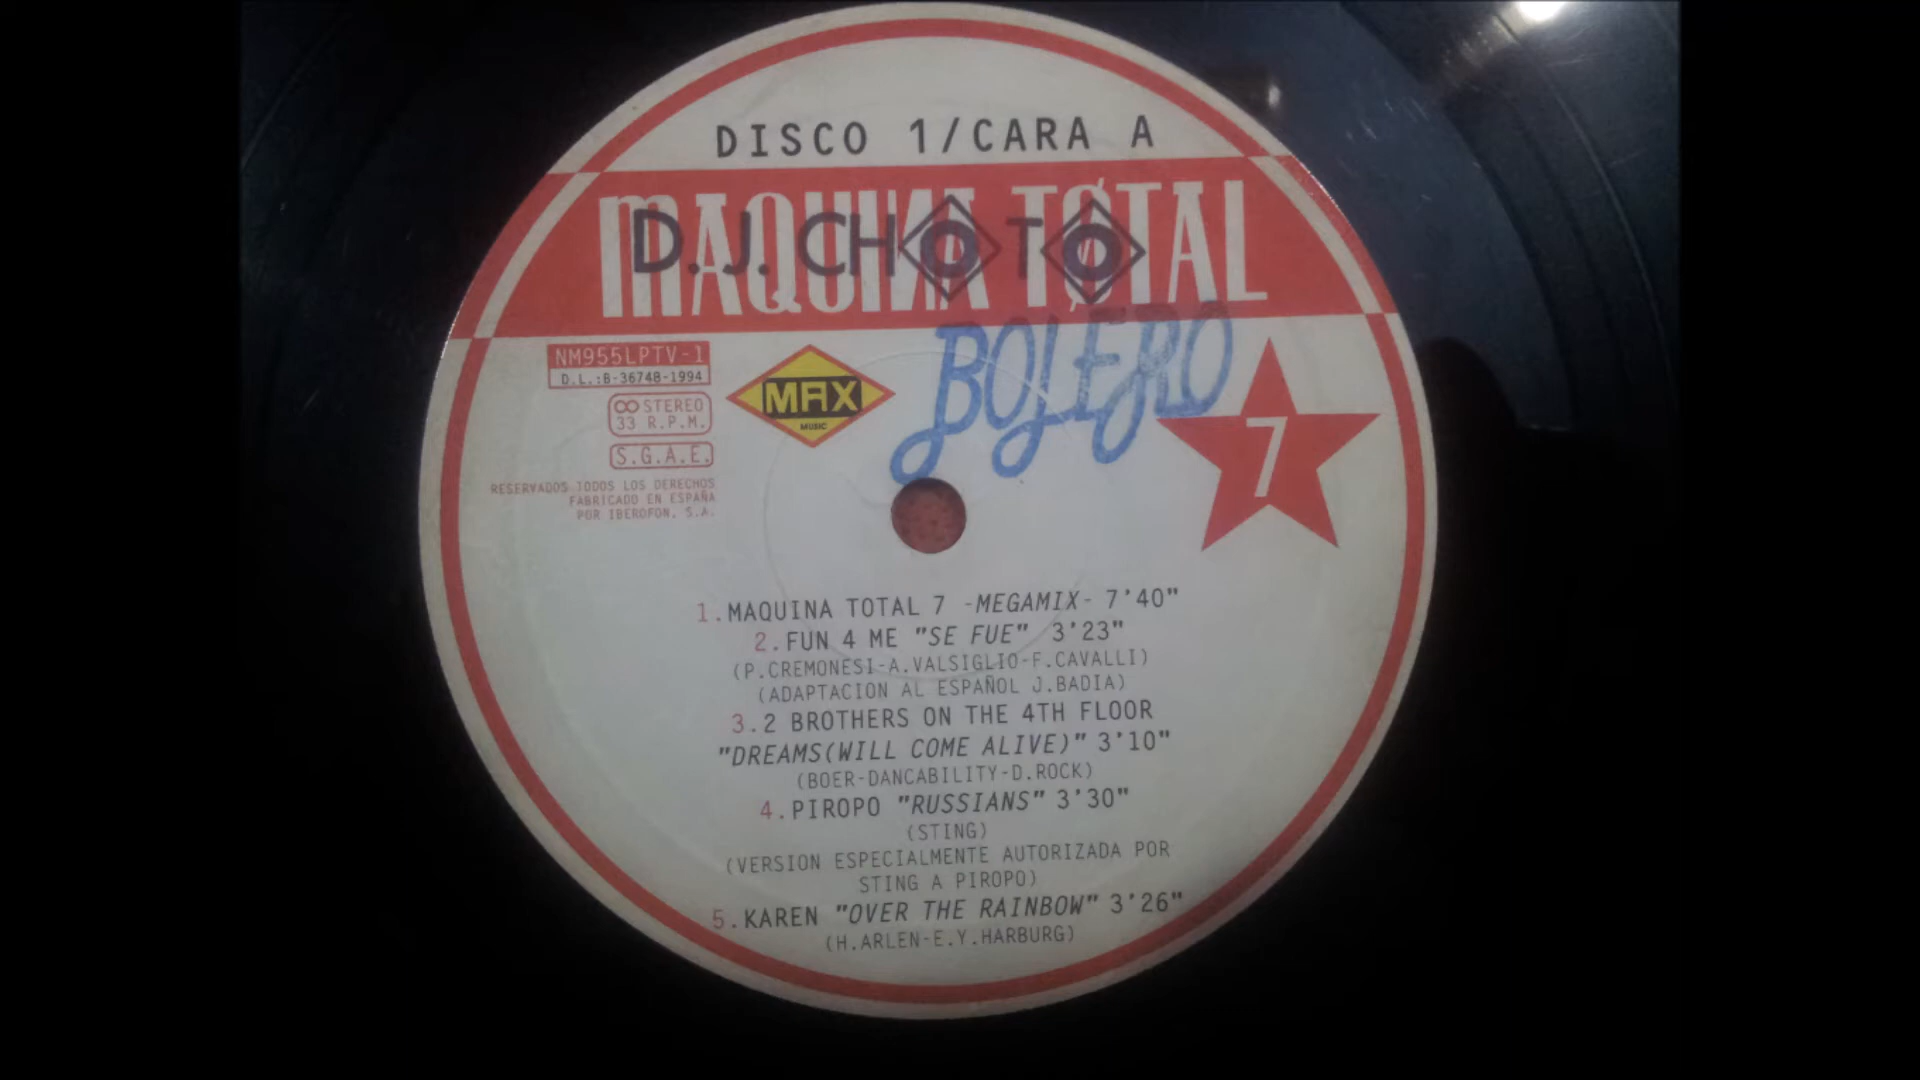 DISCO 1/CARA A
MAQUINA TØTAL
D.J. CHOTO
BOLERO
NM955LPTV-1
D.L.:B-36748-1994
STEREO
33 R.P.M.
S.G.A.E.
RESERVADOS TODOS LOS DERECHOS
FABRICADO EN ESPAÑA
POR IBEROFON, S.A.
MAX
MUSIC
7
1.MAQUINA TOTAL 7 -MEGAMIX- 7'40"
2.FUN 4 ME "SE FUE" 3'23"
(P.CREMONESI-A.VALSIGLIO-F.CAVALLI)
(ADAPTACION AL ESPAÑOL J.BADIA)
3.2 BROTHERS ON THE 4TH FLOOR
"DREAMS(WILL COME ALIVE)" 3'10"
(BOER-DANCABILITY-D.ROCK)
4.PIROPO "RUSSIANS" 3'30"
(STING)
(VERSION ESPECIALMENTE AUTORIZADA POR
STING A PIROPO)
5.KAREN "OVER THE RAINBOW" 3'26"
(H.ARLEN-E.Y.HARBURG)